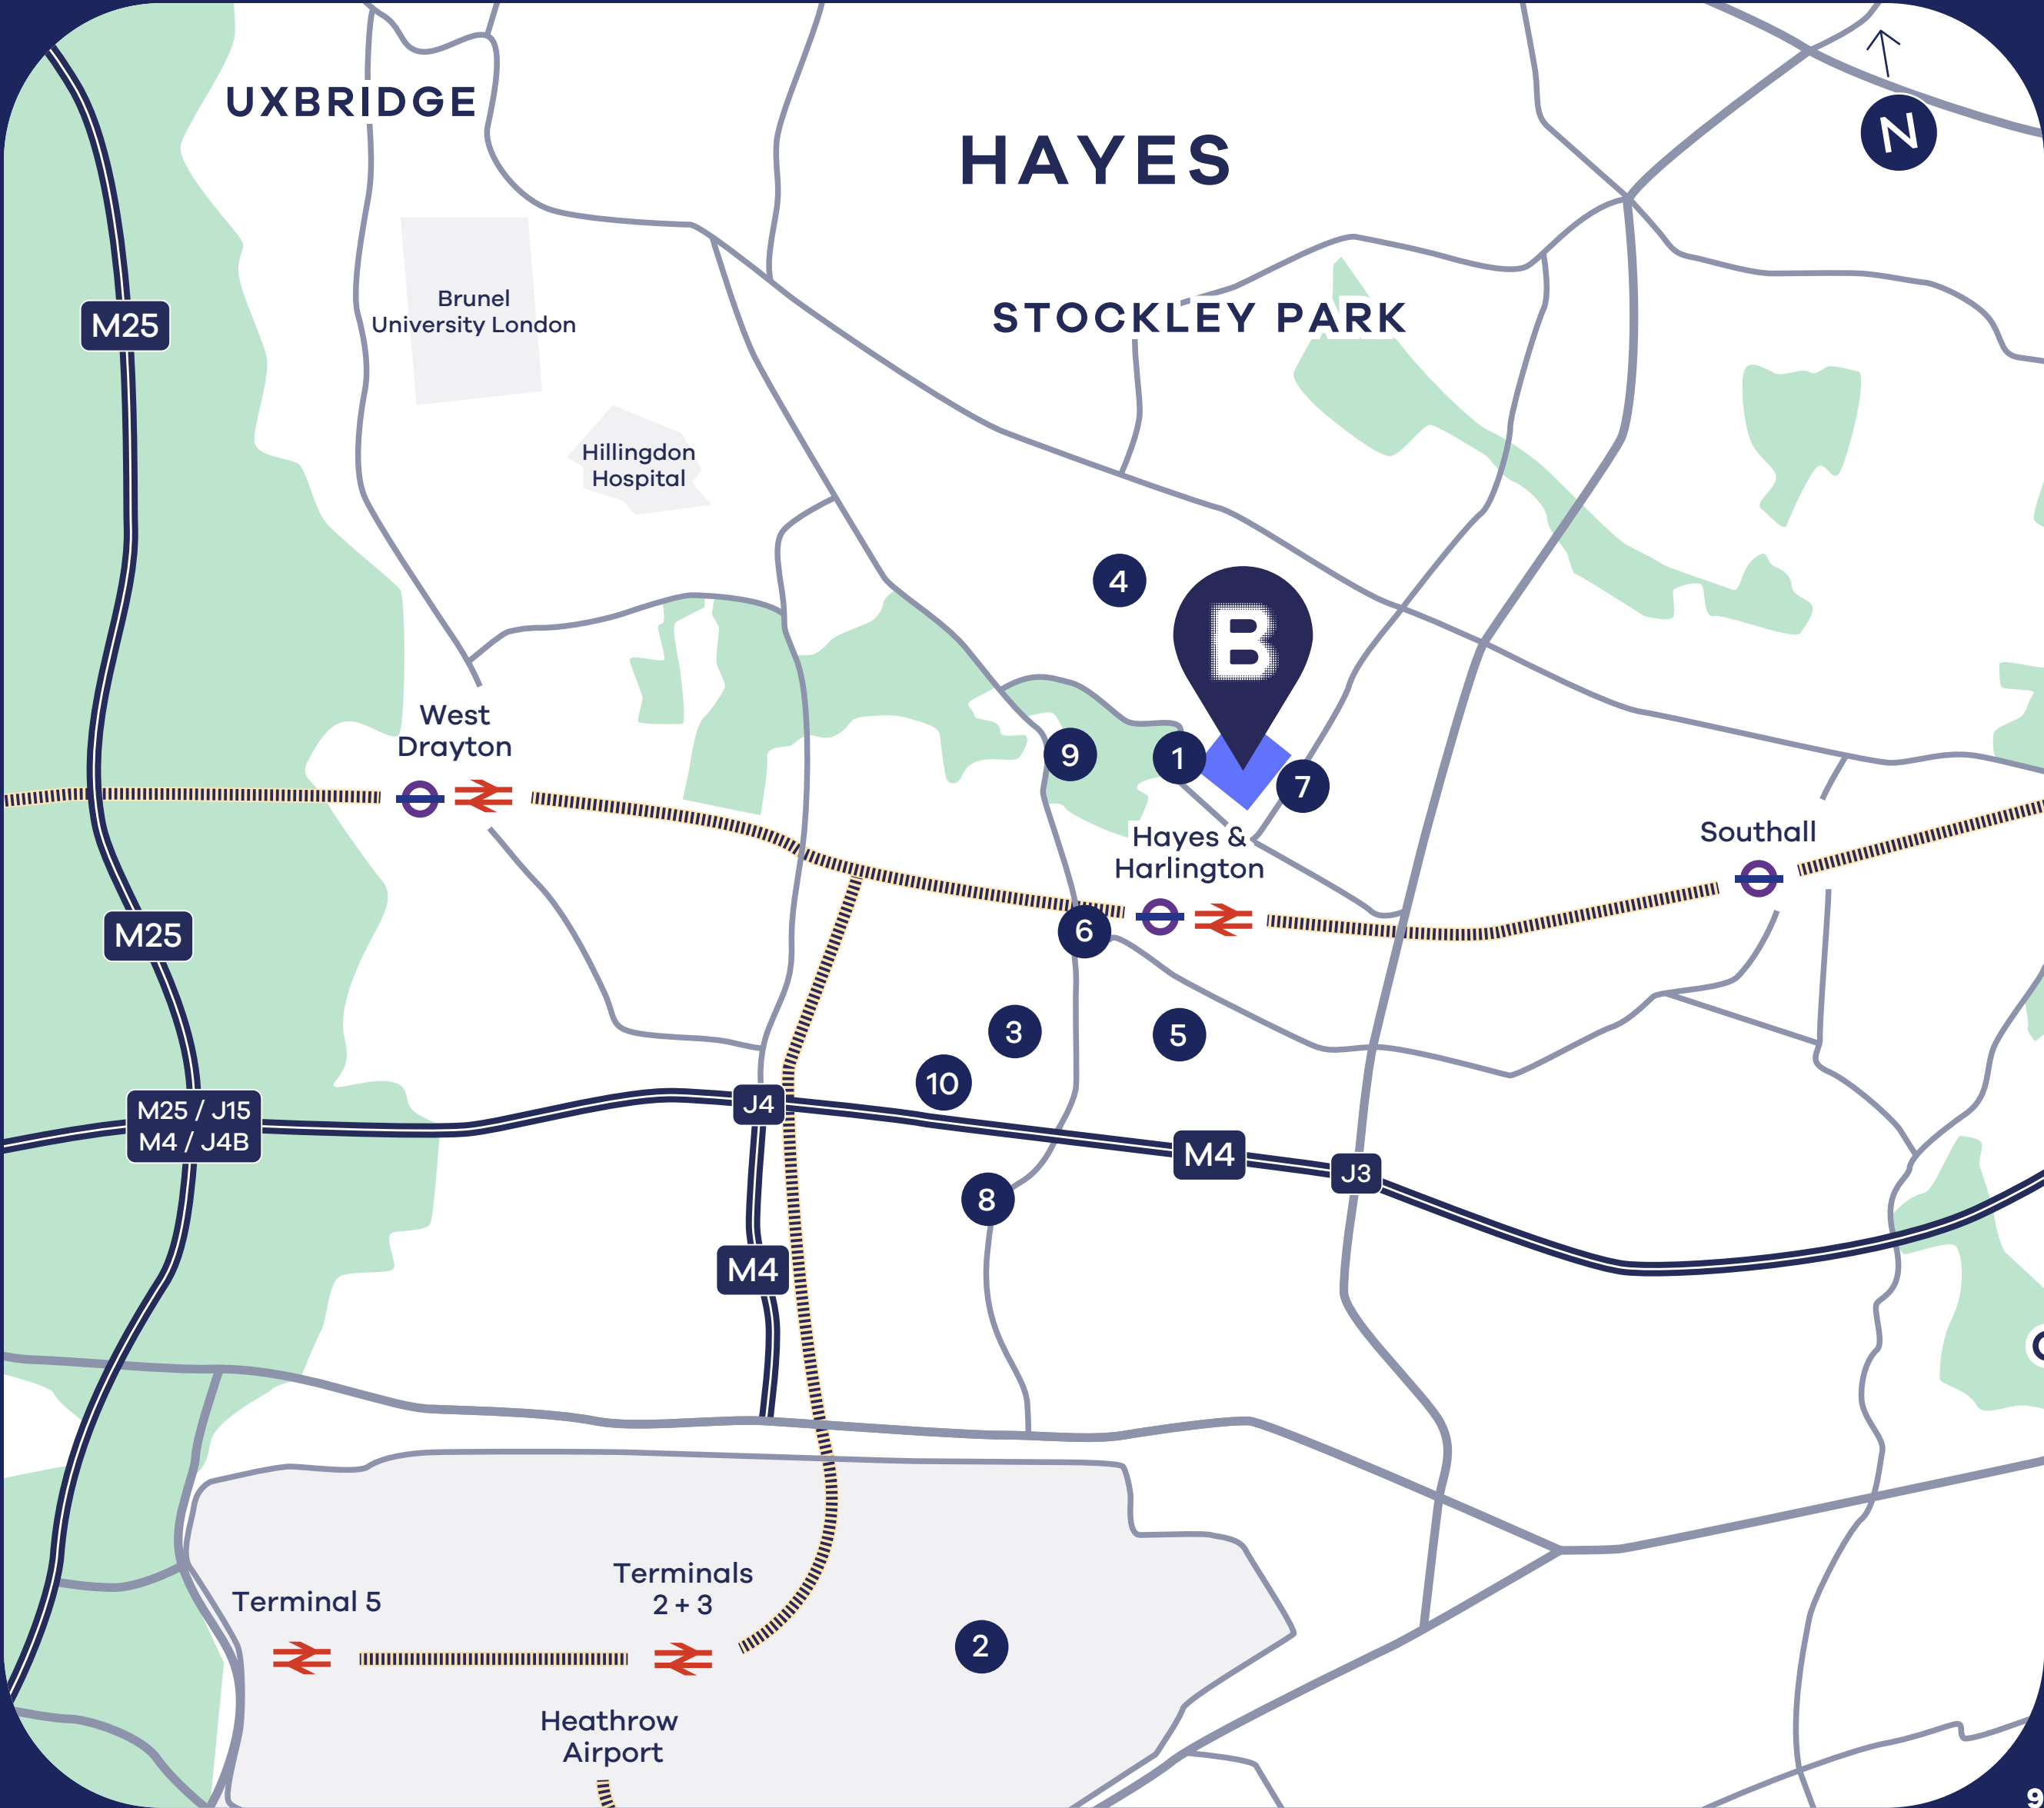 UXBRIDGE
HAYES
N
Brunel
University London
STOCKLEY PARK
M25
Hillingdon
Hospital
4
B
West
Drayton
9
1
7
Hayes &
Harlington
Southall
M25
6
3
5
10
M25 / J15
M4 / J4B
J4
M4
J3
8
M4
Terminal 5
Terminals
2 + 3
2
Heathrow
Airport
9